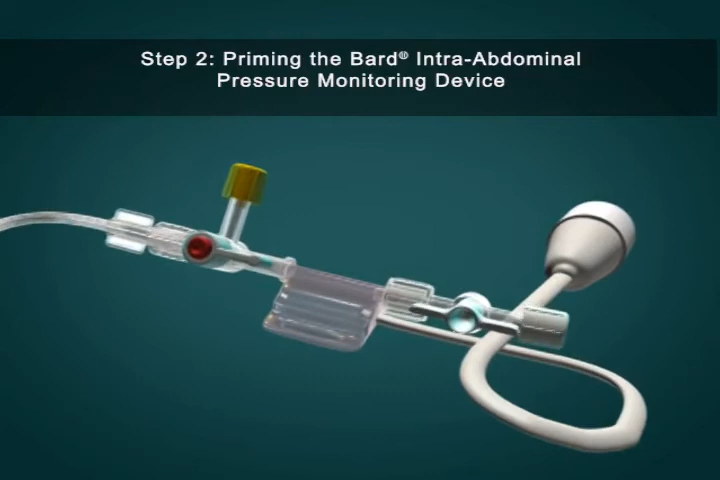 Step 2: Priming the Bard® Intra-Abdominal
Pressure Monitoring Device